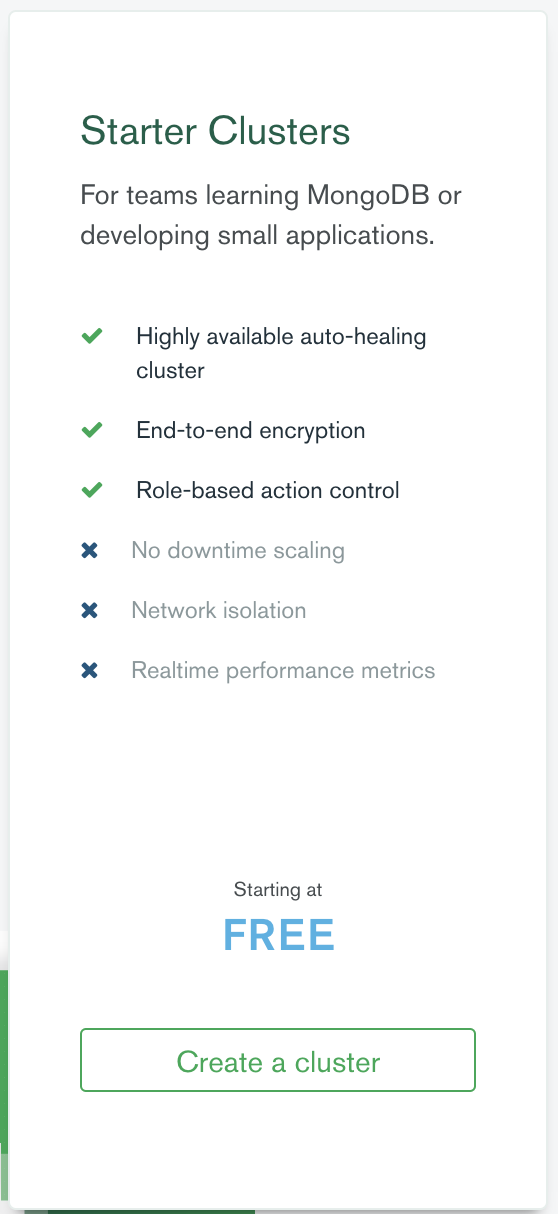 Starter Clusters
For teams learning MongoDB or
developing small applications.
Highly available auto-healing
cluster
End-to-end encryption
Role-based action control
No downtime scaling
Network isolation
Realtime performance metrics
Starting at
FREE
Create a cluster